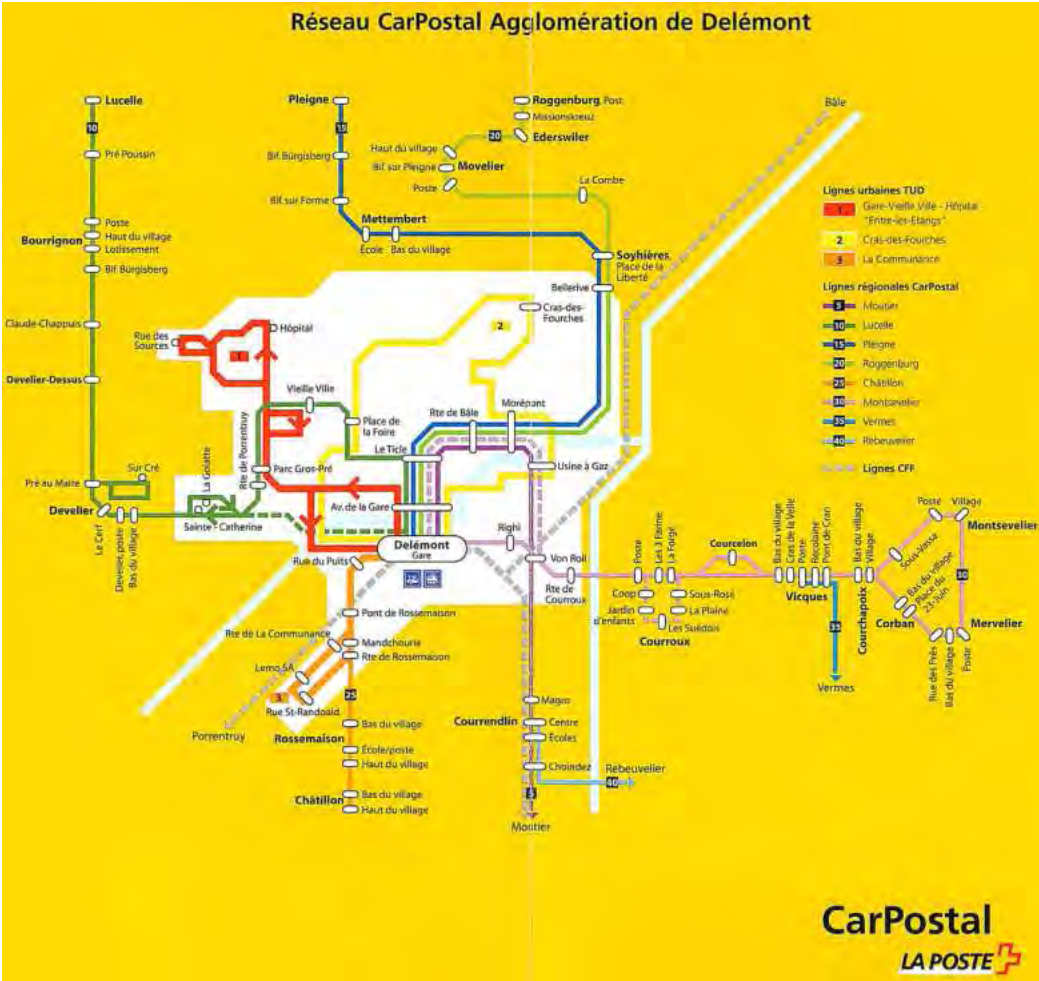 Réseau CarPostal Agglomération de Delémont
Lucelle
10
Pré Poussin
Poste
Bourrignon
Haut du village
Lotissement
Bif. Bürgisberg
Claude-Chappuis
Develier-Dessus
Pré au Maire
Sur Cré
Develier
Le Cerf
Develier, poste
Bas du village
La Golatte
Sainte - Catherine
Rte de Porrentruy
Pleigne
15
Bif. Bürgisberg
Bif. sur Forme
Mettembert
École
Bas du village
Roggenburg, Post
Missionskreuz
20
Ederswiler
Haut du village
Bif. sur Pleigne
Movelier
Poste
La Combe
Soyhières
Place de la
Liberté
Bellerive
Bâle
Cras-des-
Fourches
2
Hôpital
Rue des
Sources
1
Vieille Ville
Place de
la Foire
Rte de Bâle
Morépont
Le Ticle
Parc Gros-Pré
Usine à Gaz
Av. de la Gare
Delémont
Gare
Righi
Von Roll
Rue du Puits
Rte de
Courroux
Pont de Rossemaison
Rte de La Communance
Mandchourie
Rte de Rossemaison
Lemo SA
3
Rue St-Randoald
25
Porrentruy
Rossemaison
Bas du village
École/poste
Haut du village
Châtillon
Bas du village
Haut du village
Magro
Courrendlin
Centre
Écoles
Choindez
Rebeuvelier
40
5
Moutier
Poste
Les 3 Farine
La Forge
Courcelon
Coop
Jardin
d'enfants
Sous-Rose
La Plaine
Les Suédois
Courroux
Bas du village
Cras de la Velle
Poste
Récolaine
Pont de Cran
Vicques
35
Vermes
Bas du village
Village
Courchapoix
Sous-Vassa
Poste
Village
Montsevelier
30
Bas du village
Place du
23-Juin
Corban
Mervelier
Rue des Prés
Bas du village
Poste
Lignes urbaines TUD
1 Gare-Vieille Ville - Hôpital
"Entre-les-Etangs"
2 Cras-des-Fourches
3 La Communance
Lignes régionales CarPostal
5 Moutier
10 Lucelle
15 Pleigne
20 Roggenburg
25 Châtillon
30 Montsevelier
35 Vermes
40 Rebeuvelier
Lignes CFF
CarPostal
LA POSTE